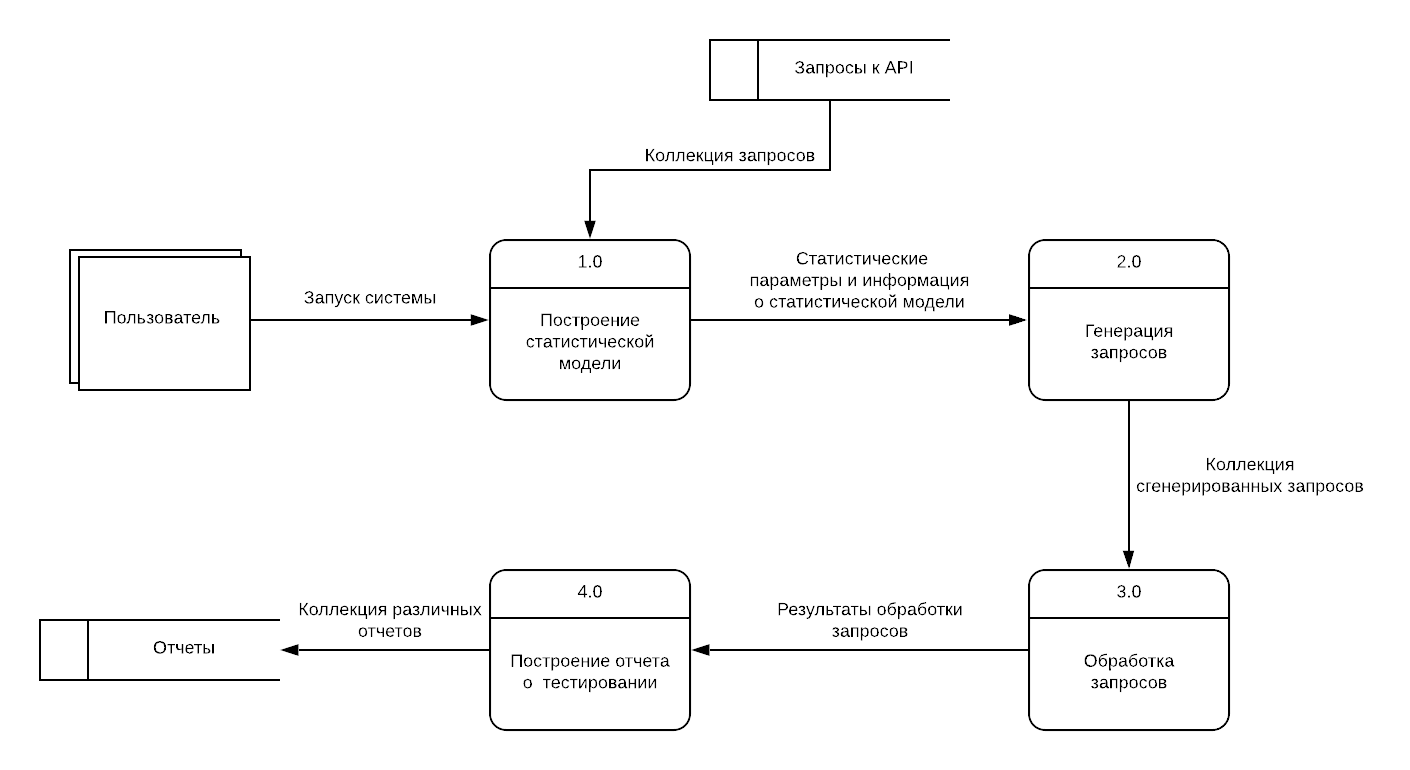 Запросы к API
Коллекция запросов
Пользователь
Запуск системы
1.0
Построение
статистической
модели
Статистические
параметры и информация
о статистической модели
2.0
Генерация
запросов
Коллекция
сгенерированных запросов
3.0
Обработка
запросов
Результаты обработки
запросов
4.0
Построение отчета
о тестировании
Коллекция различных
отчетов
Отчеты